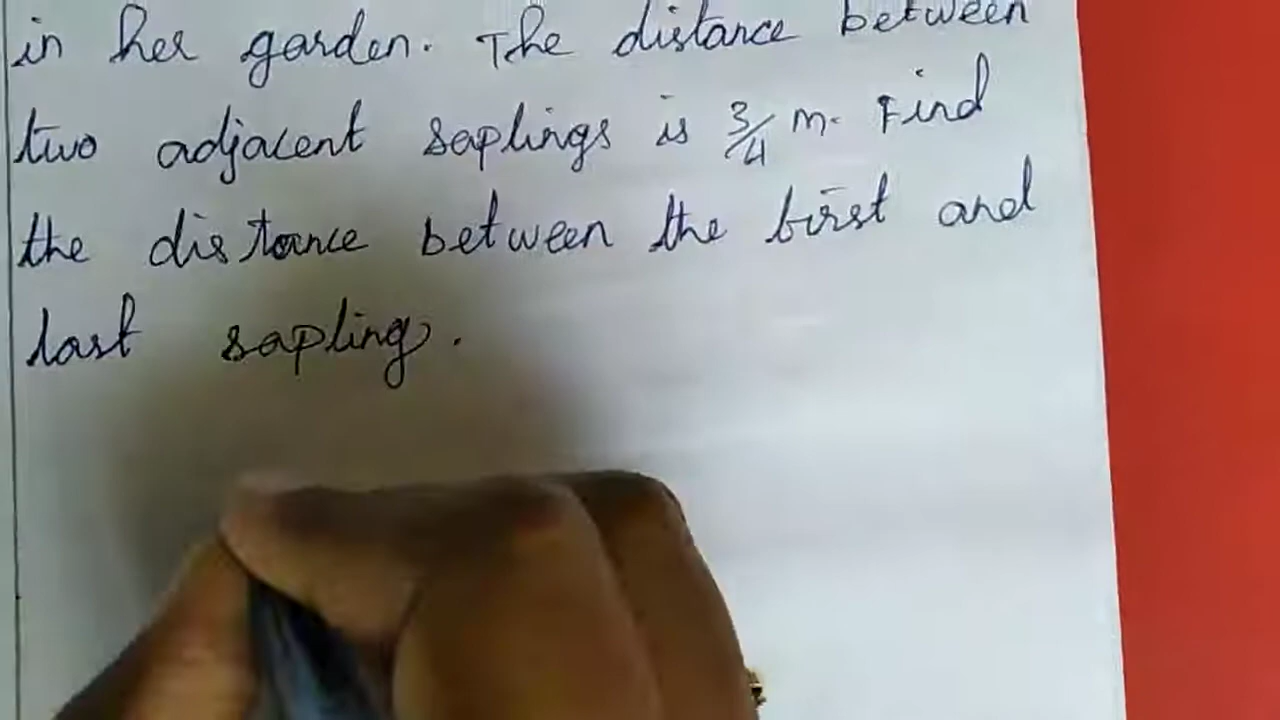 in her garden. The distance between
two adjacent saplings is 3/4 m. Find
the distance between the first and
last sapling.